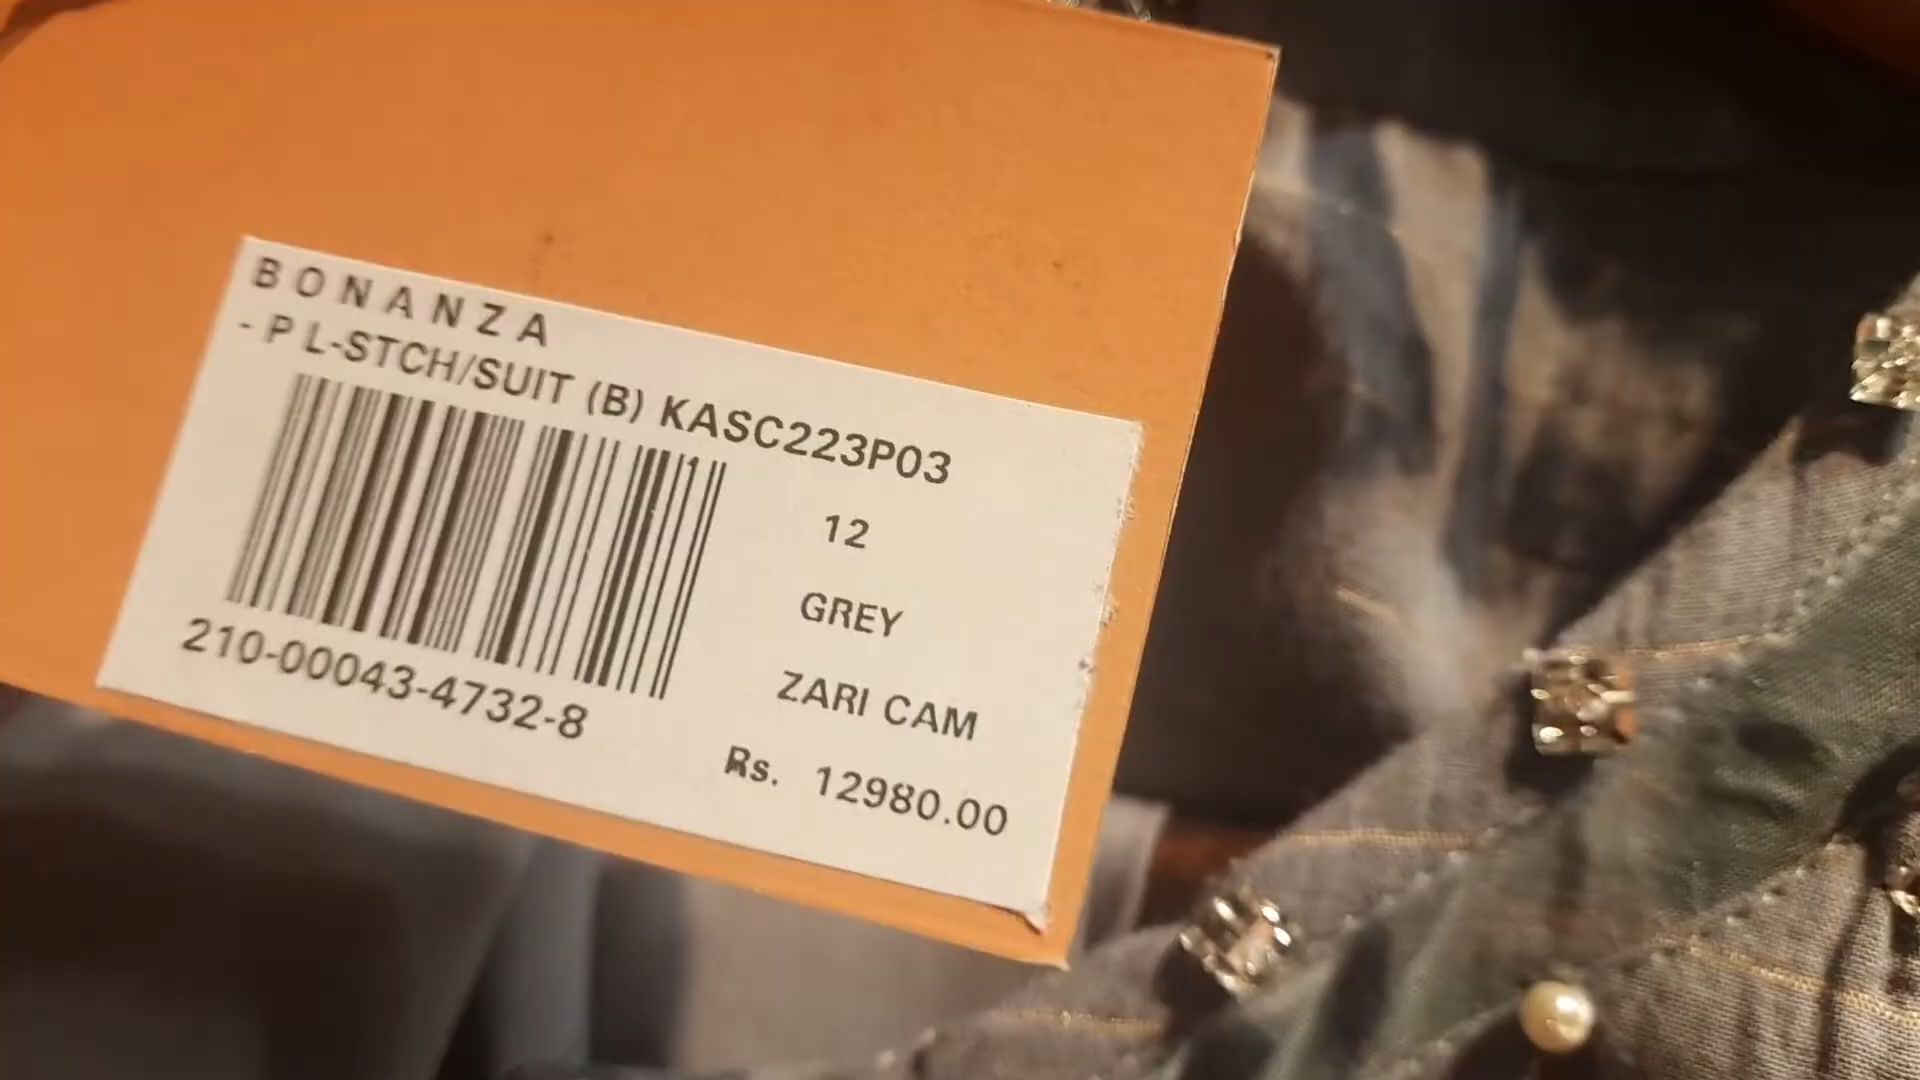 BONANZA
- P L-STCH/SUIT (B) KASC223P03
12
GREY
ZARI CAM
210-00043-4732-8
Rs. 12980.00